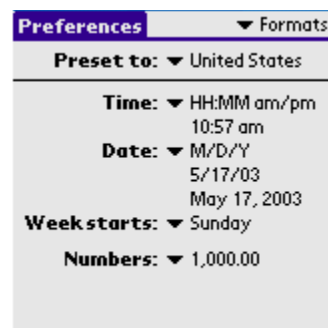 Preferences Formats
Preset to: United States
Time: HH:MM am/pm
10:57 am
Date: M/D/Y
5/17/03
May 17, 2003
Week starts: Sunday
Numbers: 1,000.00